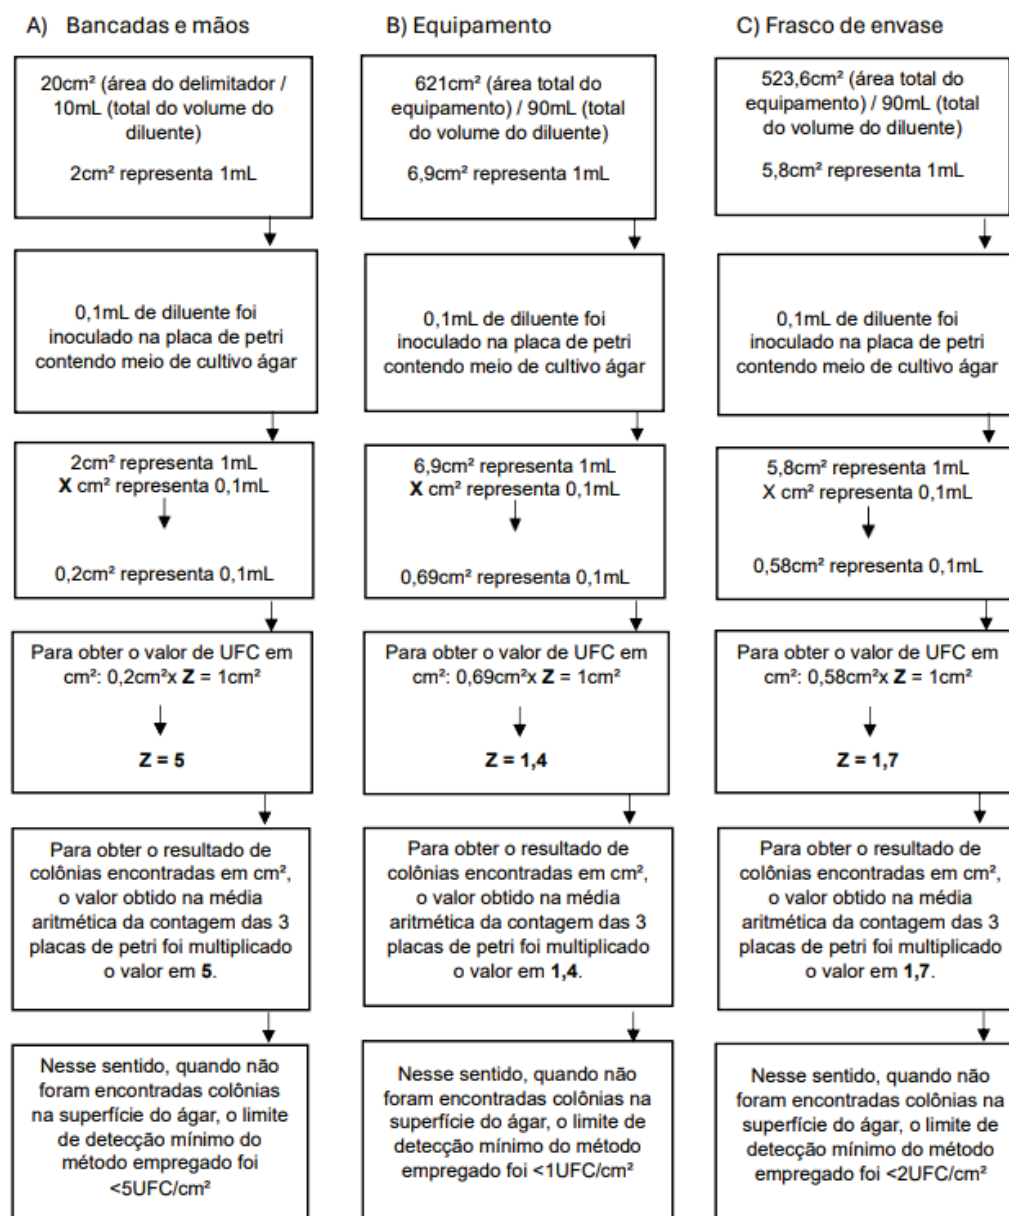 A) Bancadas e mãos
20cm² (área do delimitador /
10mL (total do volume do
diluente)
2cm² representa 1mL
0,1mL de diluente foi
inoculado na placa de petri
contendo meio de cultivo ágar
2cm² representa 1mL
X cm² representa 0,1mL
0,2cm² representa 0,1mL
Para obter o valor de UFC em
cm²: 0,2cm²x Z = 1cm²
Z = 5
Para obter o resultado de
colônias encontradas em cm²,
o valor obtido na média
aritmética da contagem das 3
placas de petri foi multiplicado
o valor em 5.
Nesse sentido, quando não
foram encontradas colônias
na superfície do ágar, o limite
de detecção mínimo do
método empregado foi
<5UFC/cm²
B) Equipamento
621cm² (área total do
equipamento) / 90mL (total
do volume do diluente)
6,9cm² representa 1mL
0,1mL de diluente foi
inoculado na placa de petri
contendo meio de cultivo ágar
6,9cm² representa 1mL
X cm² representa 0,1mL
0,69cm² representa 0,1mL
Para obter o valor de UFC em
cm²: 0,69cm²x Z = 1cm²
Z = 1,4
Para obter o resultado de
colônias encontradas em cm²,
o valor obtido na média
aritmética da contagem das 3
placas de petri foi multiplicado
o valor em 1,4.
Nesse sentido, quando não
foram encontradas colônias na
superfície do ágar, o limite de
detecção mínimo do método
empregado foi <1UFC/cm²
C) Frasco de envase
523,6cm² (área total do
equipamento) / 90mL (total
do volume do diluente)
5,8cm² representa 1mL
0,1mL de diluente foi
inoculado na placa de petri
contendo meio de cultivo ágar
5,8cm² representa 1mL
X cm² representa 0,1mL
0,58cm² representa 0,1mL
Para obter o valor de UFC em
cm²: 0,58cm²x Z = 1cm²
Z = 1,7
Para obter o resultado de
colônias encontradas em cm²,
o valor obtido na média
aritmética da contagem das 3
placas de petri foi multiplicado
o valor em 1,7.
Nesse sentido, quando não
foram encontradas colônias na
superfície do ágar, o limite de
detecção mínimo do método
empregado foi <2UFC/cm²